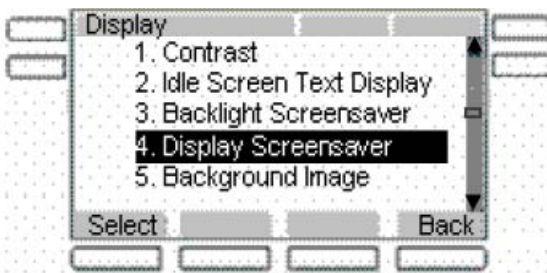 Display
1. Contrast
2. Idle Screen Text Display
3. Backlight Screensaver
4. Display Screensaver
5. Background Image
Select Back